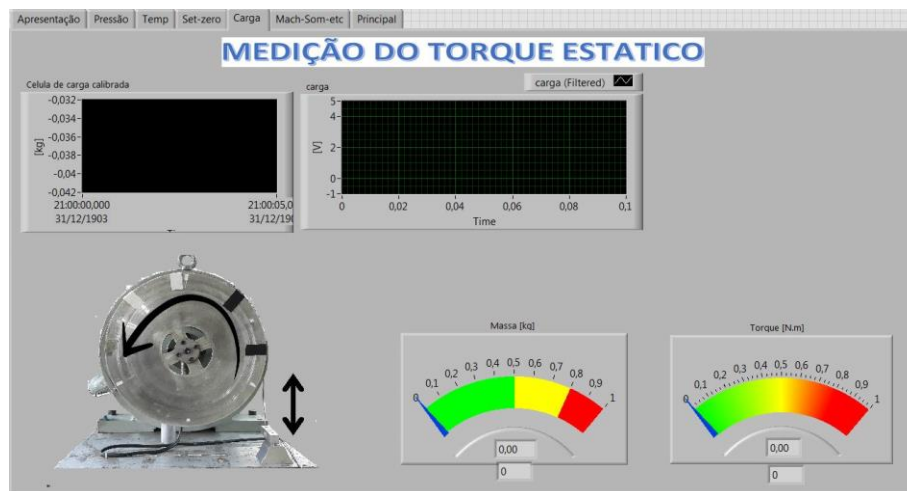 Apresentação Pressão Temp Set-zero Carga Mach-Som-etc Principal
MEDIÇÃO DO TORQUE ESTATICO
Celula de carga calibrada
-0,032
-0,034
-0,036
-0,038
-0,04
-0,042
[kg]
21:00:00,000
31/12/1903
21:00:05,0
31/12/190
carga
carga (Filtered)
5
4
2
0
-1
[V]
0 0,02 0,04 0,06 0,08 0,1
Time
Massa [kg]
0 0,1 0,2 0,3 0,4 0,5 0,6 0,7 0,8 0,9 1
0,00
0
Torque [N.m]
0 0,1 0,2 0,3 0,4 0,5 0,6 0,7 0,8 0,9 1
0,00
0